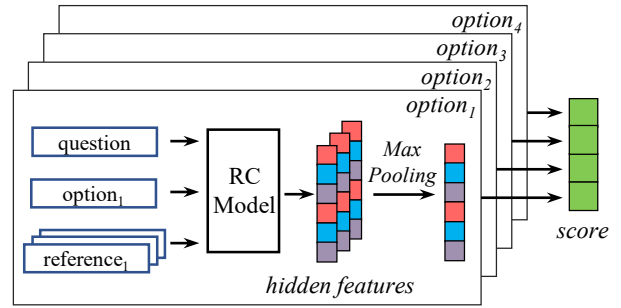 option4
option3
option2
option1
question
option1
reference1
RC
Model
Max
Pooling
hidden features
score